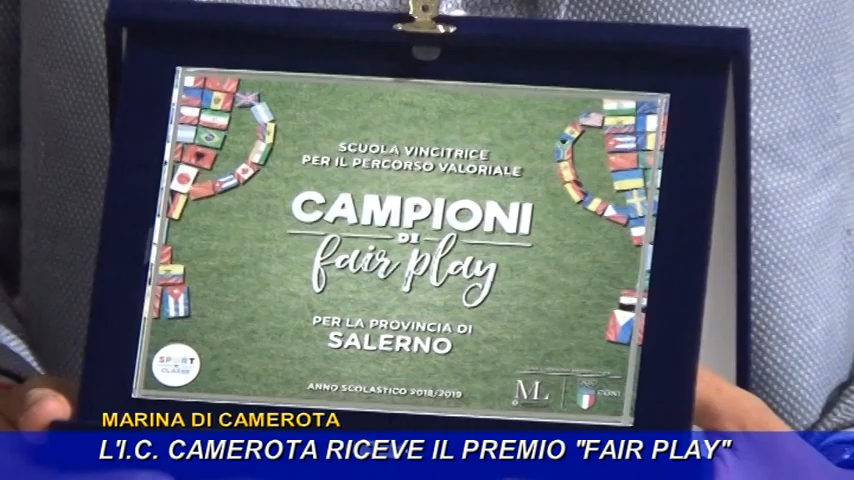 SCUOLA VINCITRICE
PER IL PERCORSO VALORIALE
CAMPIONI
DI
fair play
PER LA PROVINCIA DI
SALERNO
SPORT
CLASSE
ANNO SCOLASTICO 2018/2019
ML
MARINA DI CAMEROTA
L'I.C. CAMEROTA RICEVE IL PREMIO "FAIR PLAY"